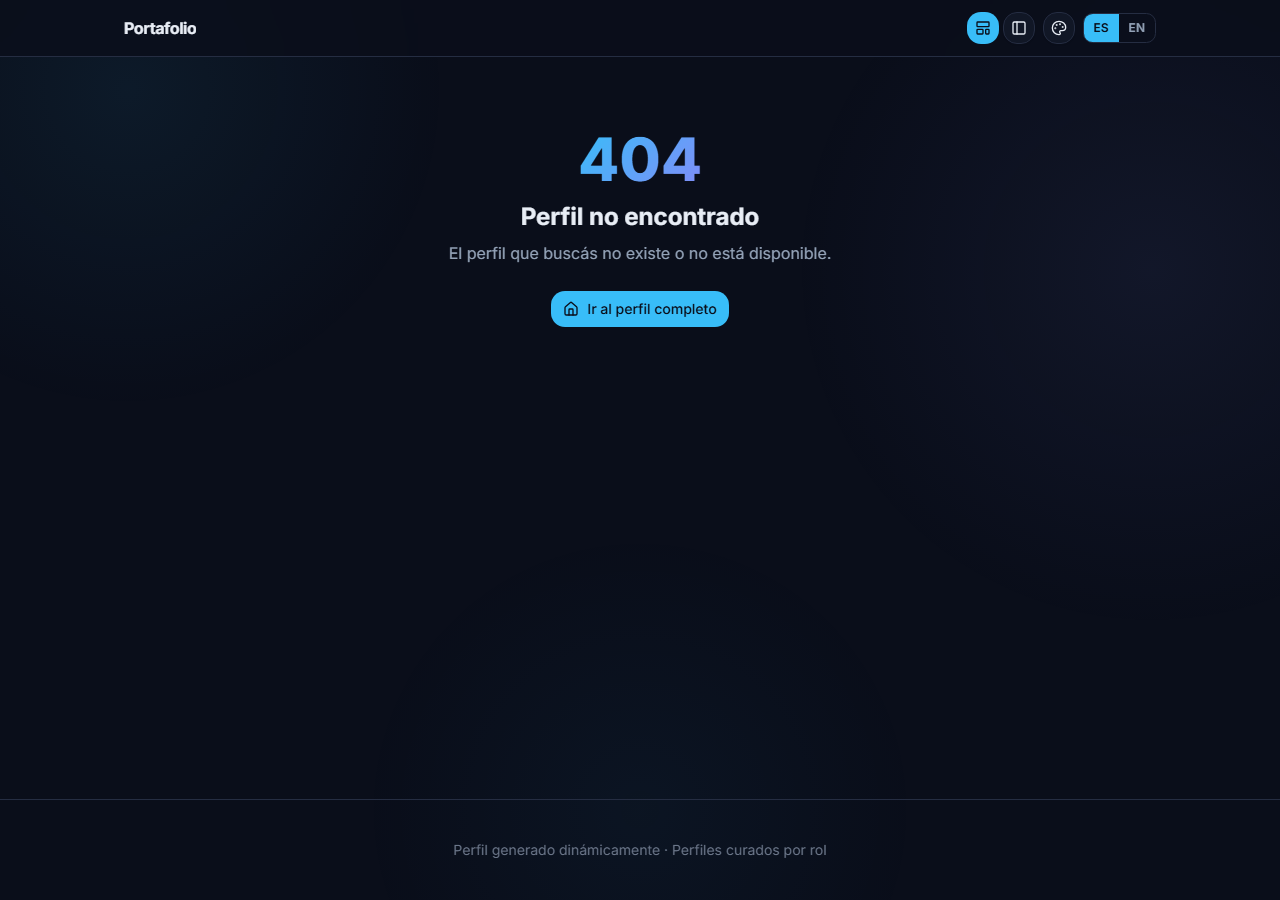 Portafolio
ES EN
404
Perfil no encontrado
El perfil que buscás no existe o no está disponible.
Ir al perfil completo
Perfil generado dinámicamente · Perfiles curados por rol